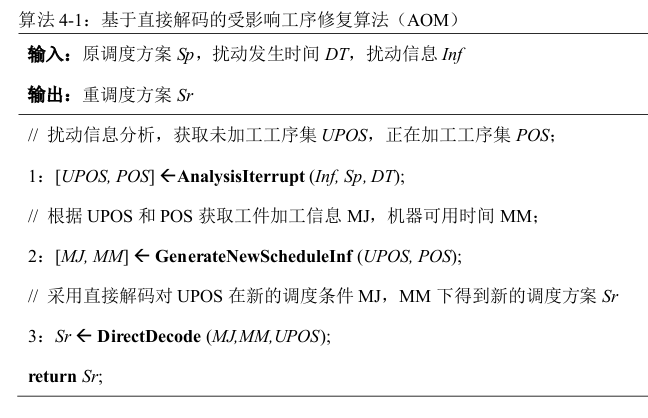 算法 4-1：基于直接解码的受影响工序修复算法（AOM）
输入：原调度方案 Sp，扰动发生时间 DT，扰动信息 Inf
输出：重调度方案 Sr
// 扰动信息分析，获取未加工工序集 UPOS，正在加工工序集 POS；
1：[UPOS, POS] ←AnalysisIterrupt (Inf, Sp, DT);
// 根据 UPOS 和 POS 获取工件加工信息 MJ，机器可用时间 MM；
2：[MJ, MM] ← GenerateNewScheduleInf (UPOS, POS);
// 采用直接解码对 UPOS 在新的调度条件 MJ，MM 下得到新的调度方案 Sr
3：Sr ← DirectDecode (MJ,MM,UPOS);
return Sr;